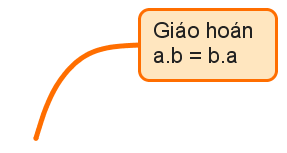 Giáo hoán
a.b = b.a